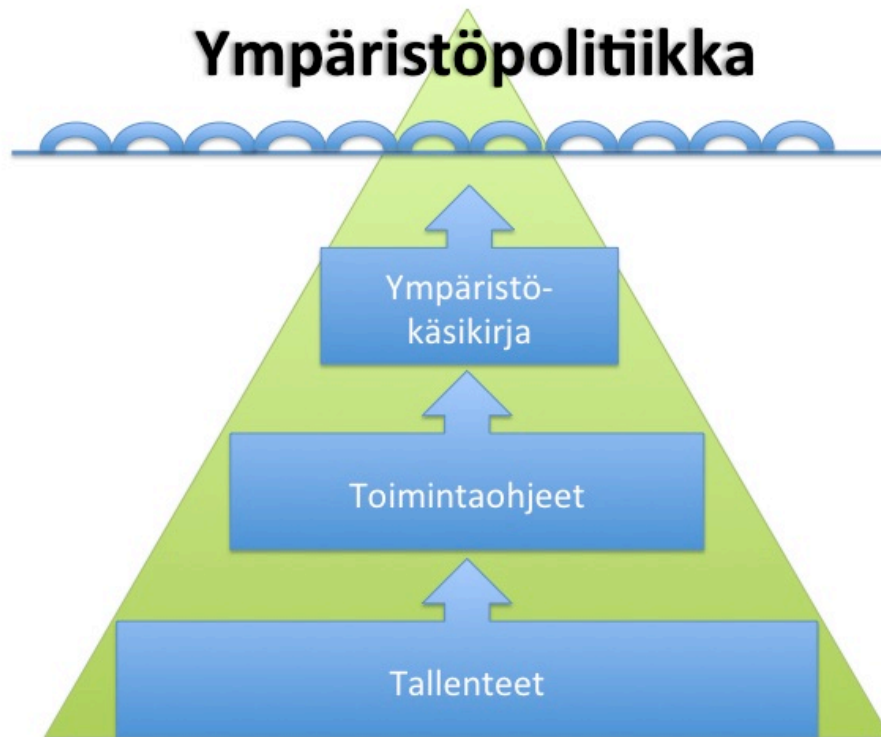 Ympäristöpolitiikka
Ympäristö-
käsikirja
Toimintaohjeet
Tallenteet